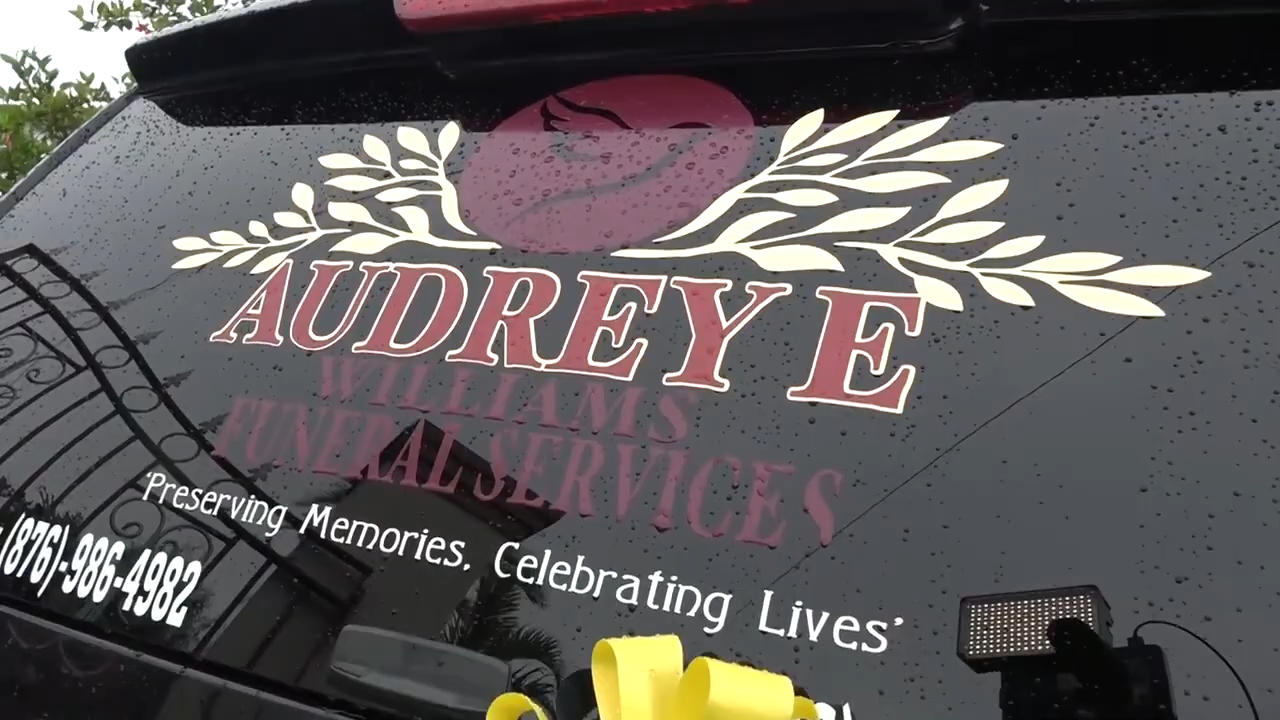 AUDREY E
WILLIAMS
FUNERAL SERVICES
'Preserving Memories, Celebrating Lives'
(876)-986-4982